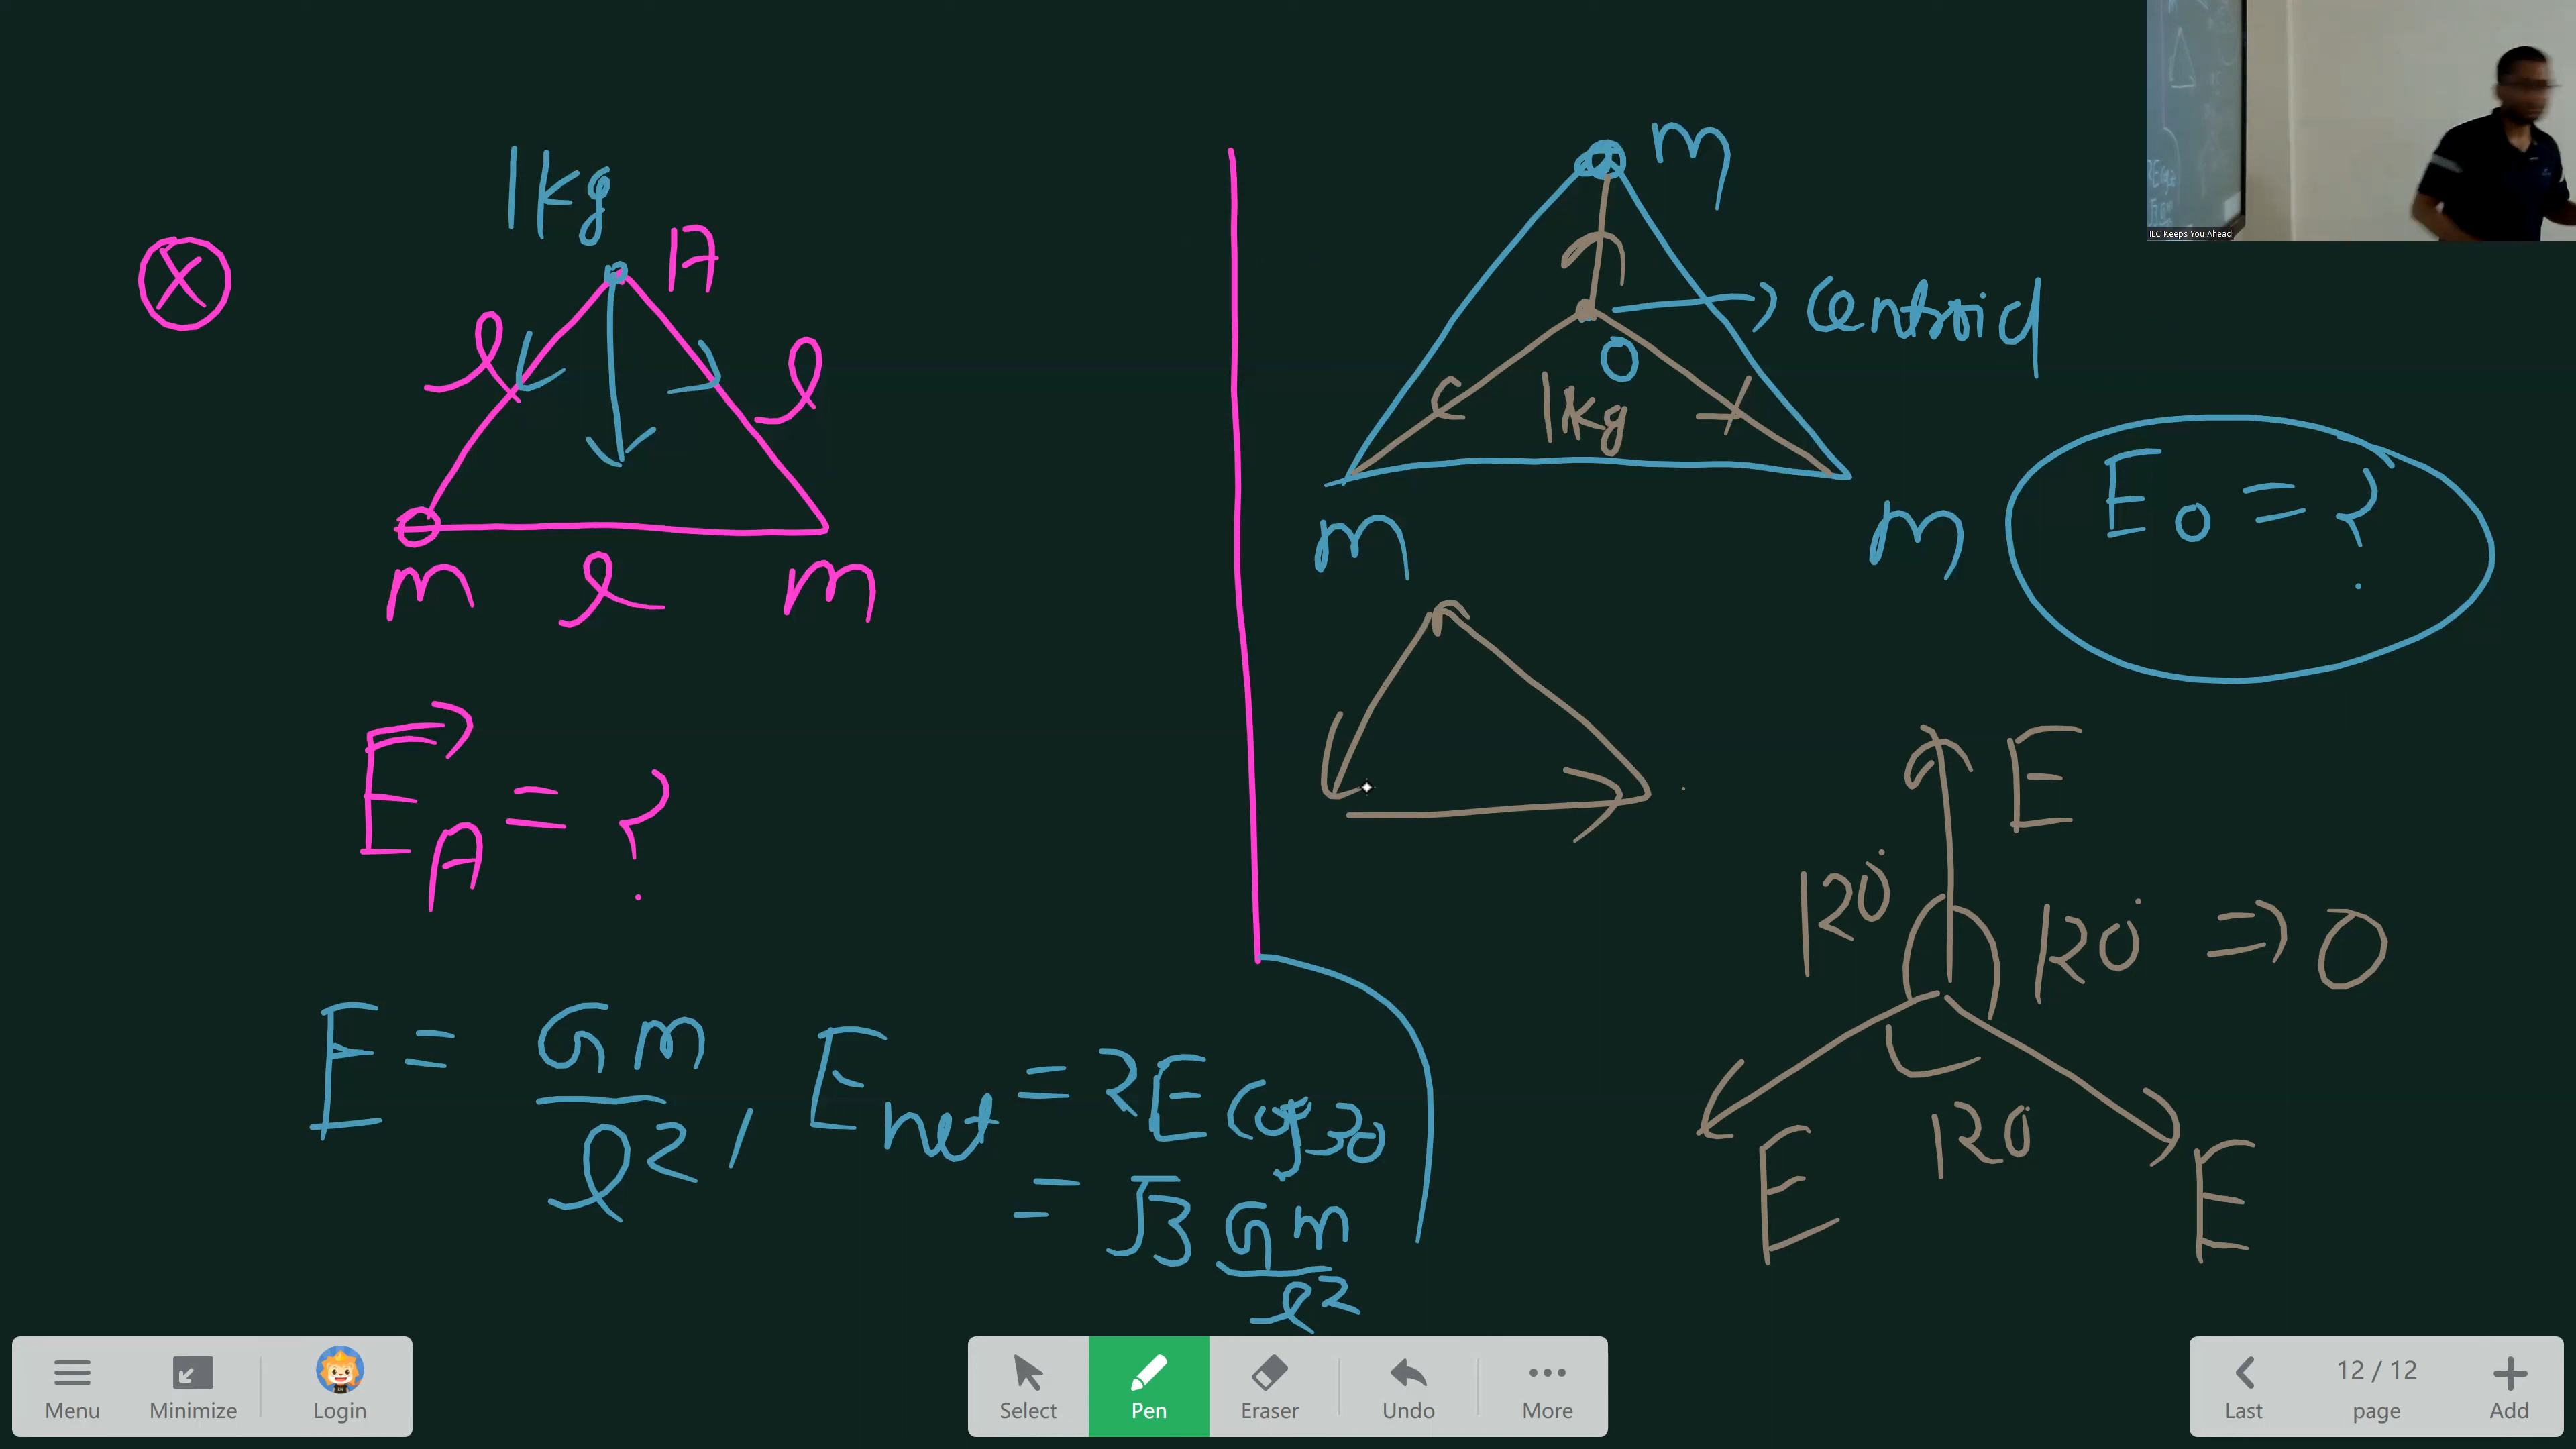 1kg
A
l
l
m
l
m
E_A = ?
E = Gm/l², E_net = 2E Cos30
= √3 Gm/l²
m
centroid
O
1kg
m
m
E_O = ?
E
120° 120° ⇒ 0
120
E
E
ILC Keeps You Ahead
Menu
Minimize
Login
Select
Pen
Eraser
Undo
More
Last
12 / 12
page
Add